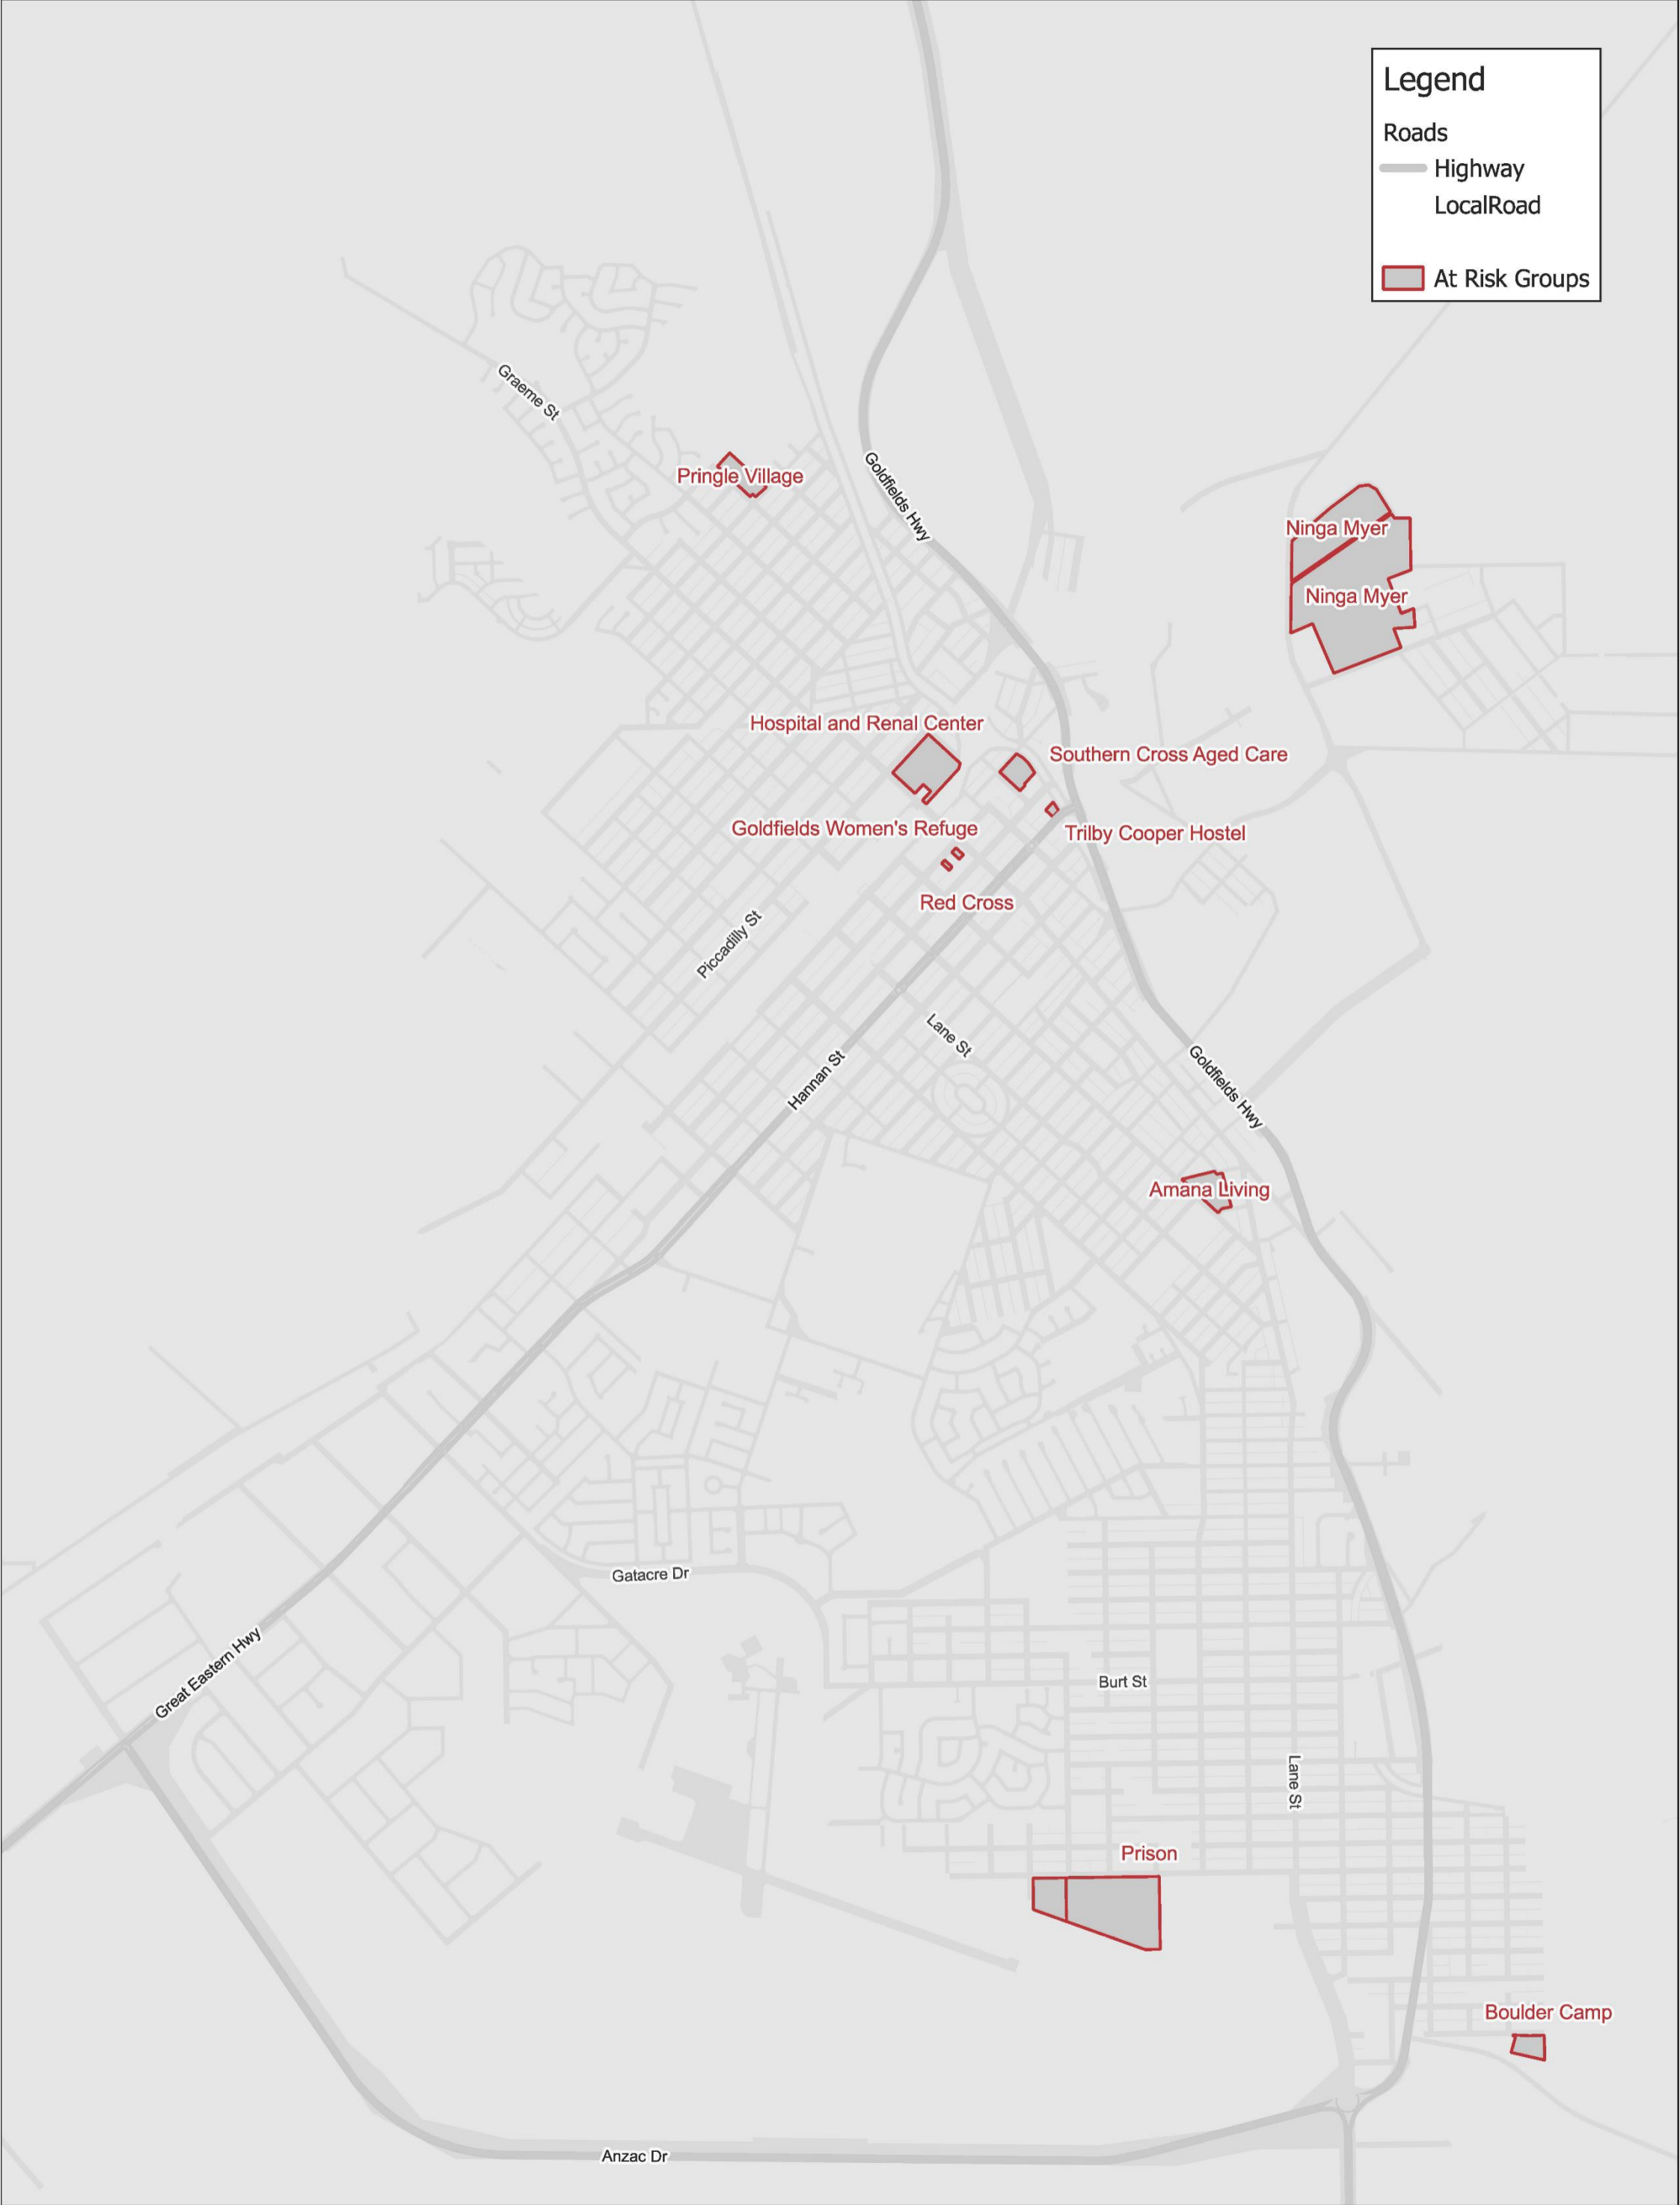 Legend
Roads
Highway
LocalRoad
At Risk Groups
Graeme St
Goldfields Hwy
Pringle Village
Ninga Myer
Ninga Myer
Hospital and Renal Center
Southern Cross Aged Care
Goldfields Women's Refuge
Trilby Cooper Hostel
Red Cross
Piccadilly St
Lane St
Hannan St
Goldfields Hwy
Amana Living
Gatacre Dr
Great Eastern Hwy
Burt St
Lane St
Prison
Boulder Camp
Anzac Dr